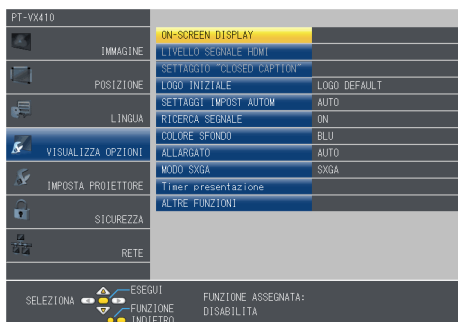 PT-VX410
IMMAGINE
POSIZIONE
LINGUA
VISUALIZZA OPZIONI
IMPOSTA PROIETTORE
SICUREZZA
RETE
ON-SCREEN DISPLAY
LIVELLO SEGNALE HDMI
SETTAGGIO "CLOSED CAPTION"
LOGO INIZIALE LOGO DEFAULT
SETTAGGI IMPOST AUTOM AUTO
RICERCA SEGNALE ON
COLORE SFONDO BLU
ALLARGATO AUTO
MODO SXGA SXGA
Timer presentazione
ALTRE FUNZIONI
SELEZIONA
ESEGUI
FUNZIONE
INDIETRO
FUNZIONE ASSEGNATA:
DISABILITA